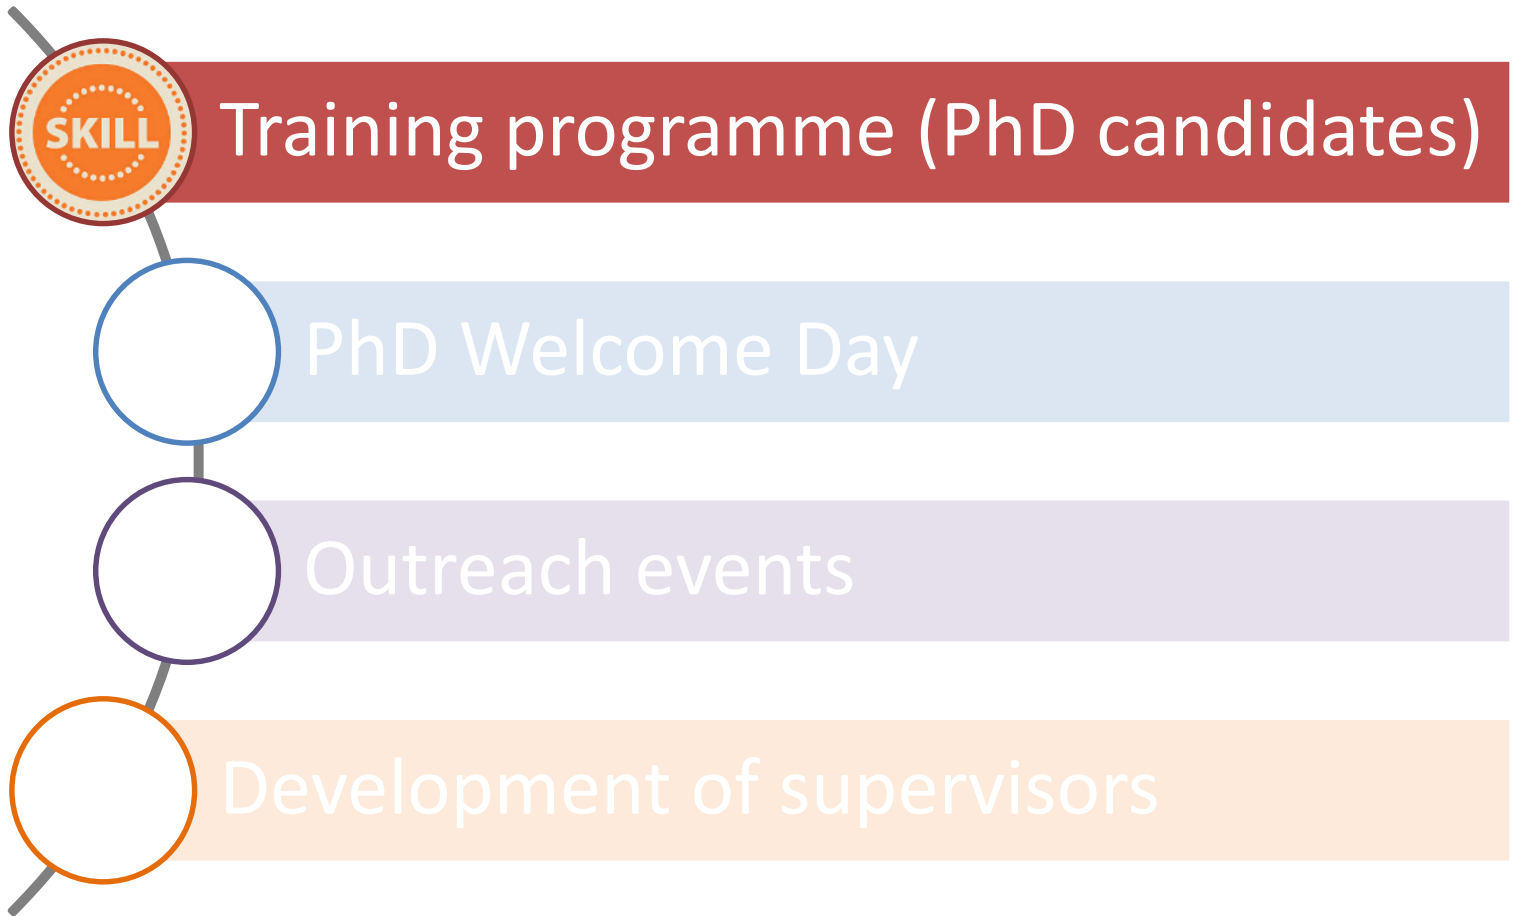 SKILL
Training programme (PhD candidates)
PhD Welcome Day
Outreach events
Development of supervisors